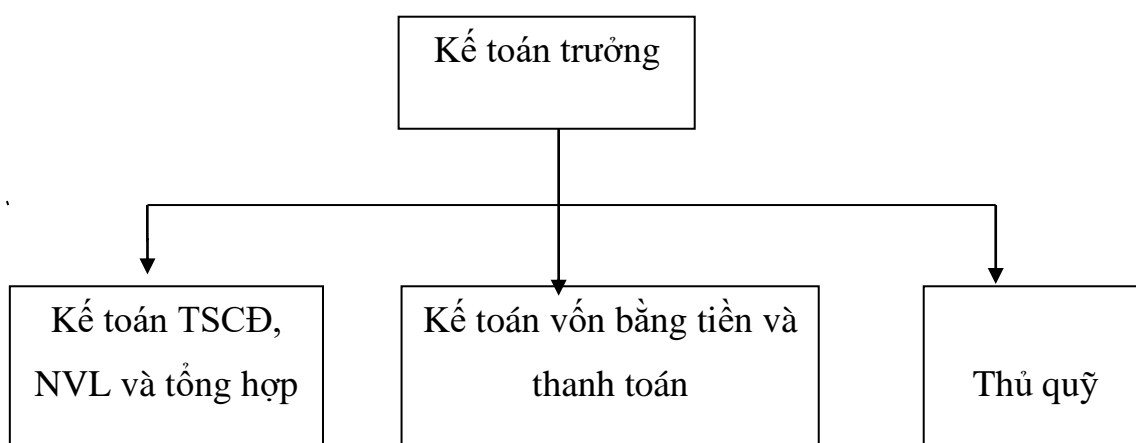 Kế toán trưởng
Kế toán TSCĐ,
NVL và tổng hợp
Kế toán vốn bằng tiền và
thanh toán
Thủ quỹ